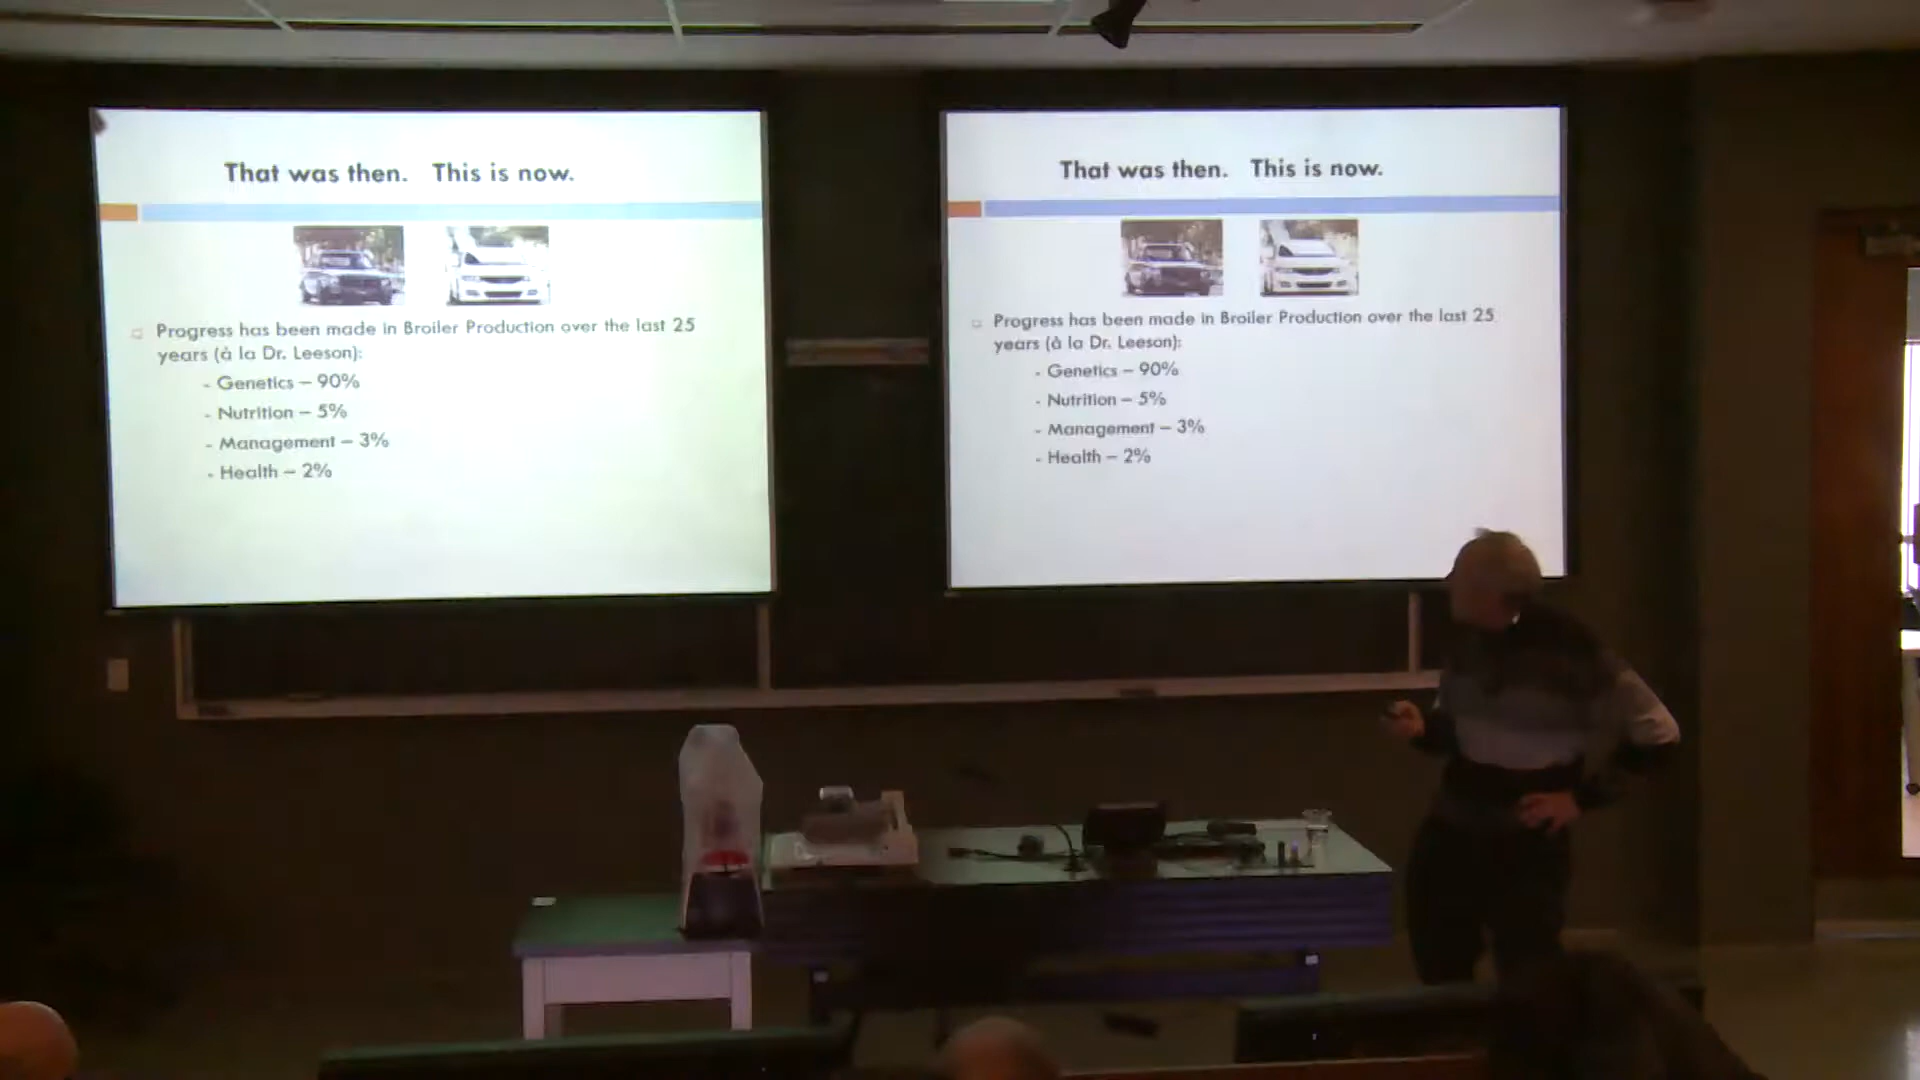 That was then. This is now.
Progress has been made in Broiler Production over the last 25
years (à la Dr. Leeson):
- Genetics – 90%
- Nutrition – 5%
- Management – 3%
- Health – 2%
That was then. This is now.
Progress has been made in Broiler Production over the last 25
years (à la Dr. Leeson):
- Genetics – 90%
- Nutrition – 5%
- Management – 3%
- Health – 2%